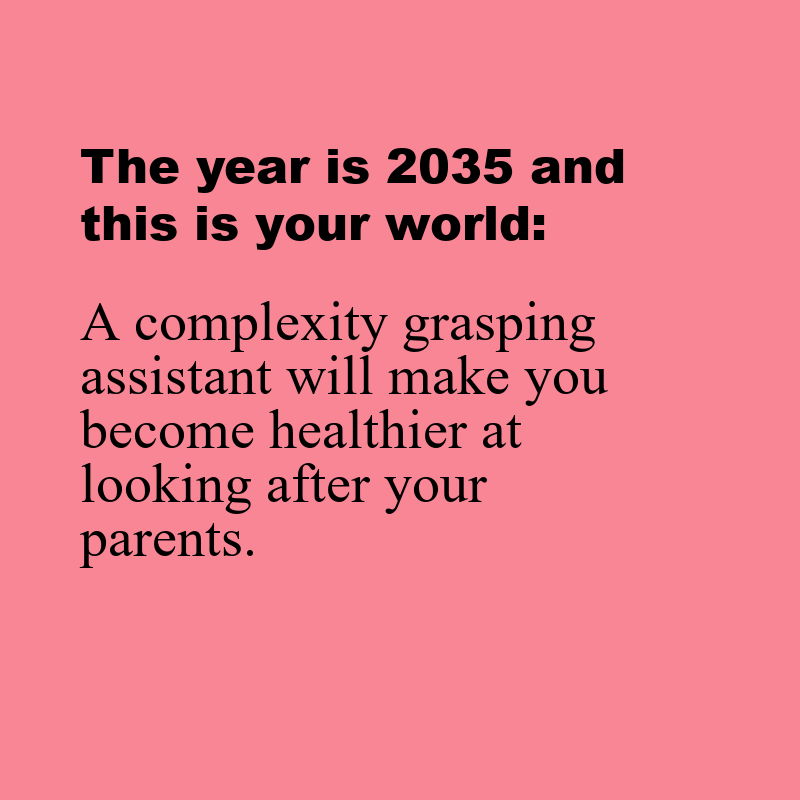 The year is 2035 and
this is your world:
A complexity grasping
assistant will make you
become healthier at
looking after your
parents.